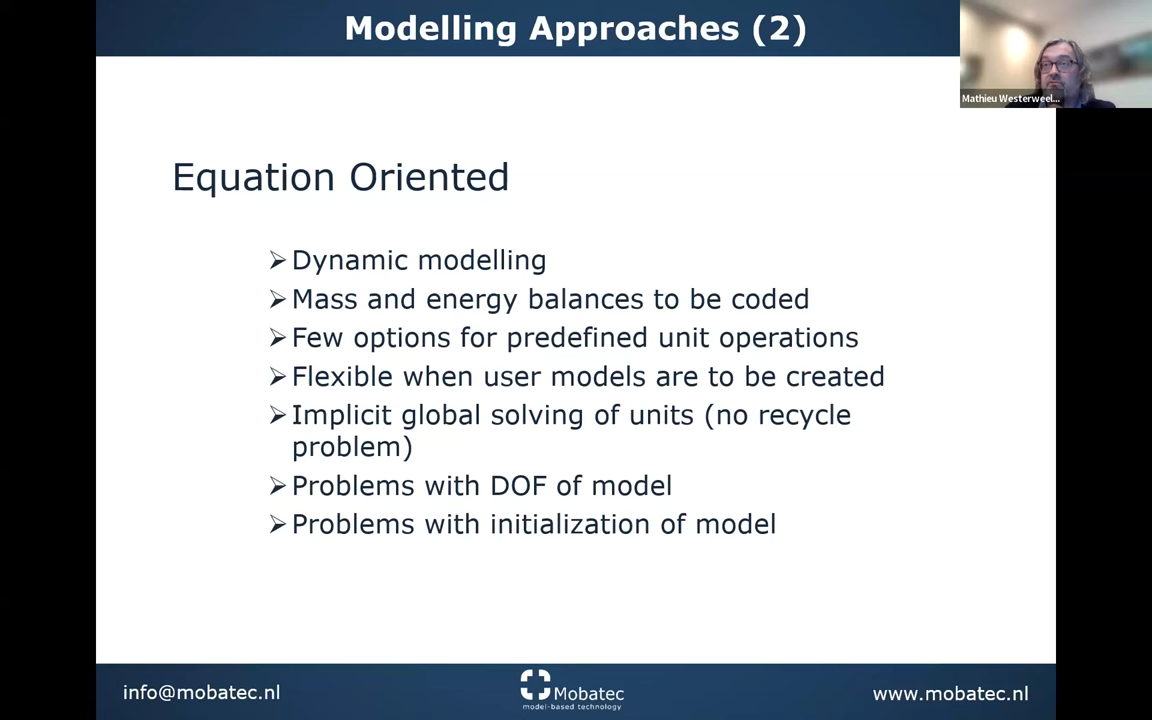 Modelling Approaches (2)
Mathieu Westerweel...
Equation Oriented
➢Dynamic modelling
➢Mass and energy balances to be coded
➢Few options for predefined unit operations
➢Flexible when user models are to be created
➢Implicit global solving of units (no recycle
problem)
➢Problems with DOF of model
➢Problems with initialization of model
info@mobatec.nl
Mobatec
model-based technology
www.mobatec.nl